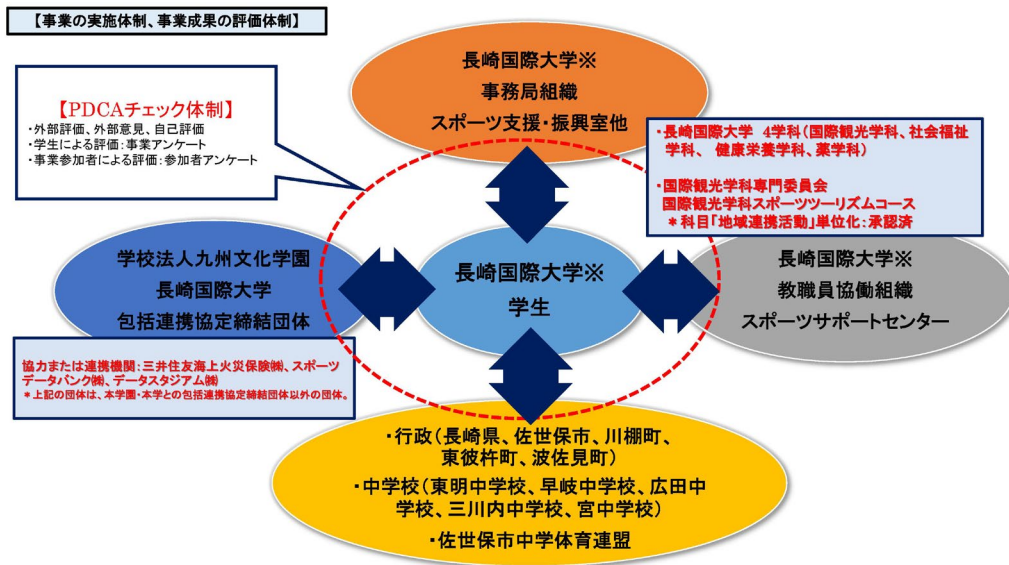 【事業の実施体制、事業成果の評価体制】
【PDCAチェック体制】
・外部評価、外部意見、自己評価
・学生による評価:事業アンケート
・事業参加者による評価:参加者アンケート
長崎国際大学※
事務局組織
スポーツ支援・振興室他
・長崎国際大学 4学科(国際観光学科、社会福祉
学科、 健康栄養学科、薬学科)
・国際観光学科専門委員会
国際観光学科スポーツツーリズムコース
*科目「地域連携活動」単位化:承認済
学校法人九州文化学園
長崎国際大学
包括連携協定締結団体
長崎国際大学※
学生
長崎国際大学※
教職員協働組織
スポーツサポートセンター
協力または連携機関:三井住友海上火災保険㈱、スポーツ
データバンク㈱、データスタジアム㈱
*上記の団体は、本学園・本学との包括連携協定締結団体以外の団体。
・行政(長崎県、佐世保市、川棚町、
東彼杵町、波佐見町)
・中学校(東明中学校、早岐中学校、広田中
学校、三川内中学校、宮中学校)
・佐世保市中学体育連盟